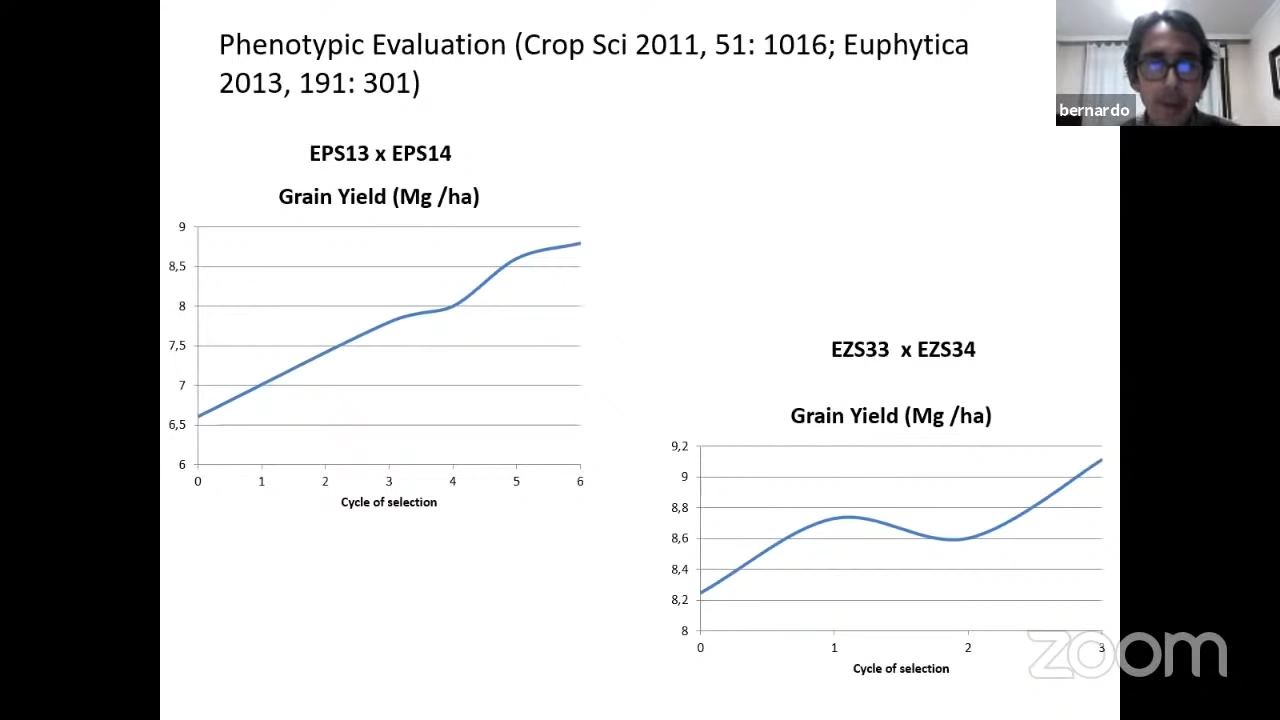 Phenotypic Evaluation (Crop Sci 2011, 51: 1016; Euphytica
2013, 191: 301)
bernardo
EPS13 x EPS14
Grain Yield (Mg /ha)
9
8,5
8
7,5
7
6,5
6
0 1 2 3 4 5 6
Cycle of selection
EZS33 x EZS34
Grain Yield (Mg /ha)
9,2
9
8,8
8,6
8,4
8,2
8
0 1 2 3
Cycle of selection
zoom